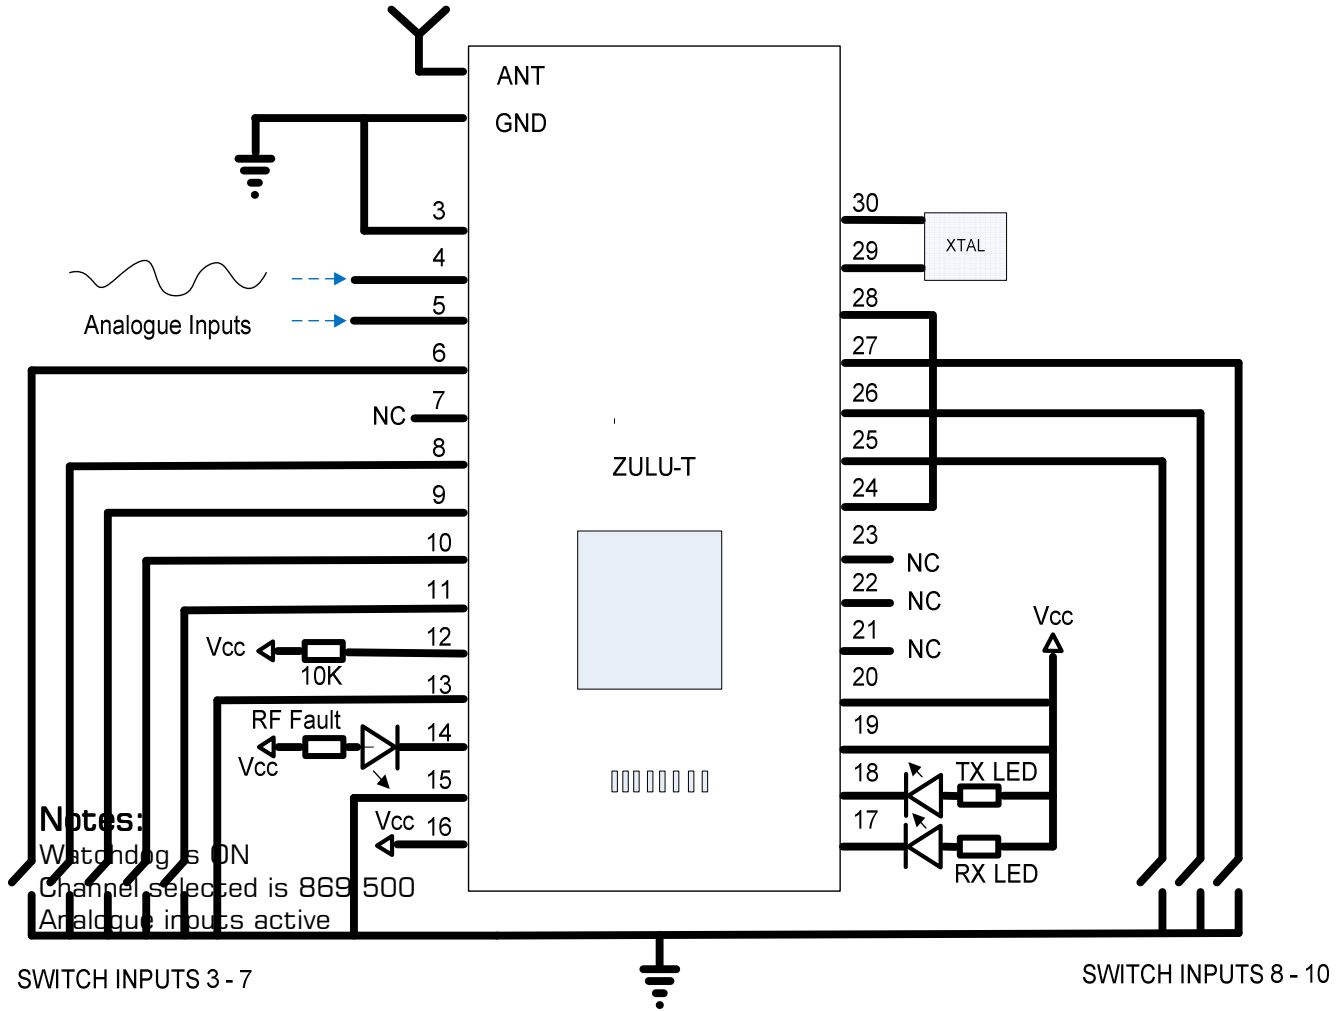 ANT
GND
3
4
5
Analogue Inputs
6
7
NC
8
9
10
11
12
Vcc
10K
13
RF Fault
14
Vcc
15
Vcc
16
Notes:
Watchdog is ON
Channel selected is 869 500
Analogue inputs active
SWITCH INPUTS 3 - 7
ZULU-T
30
XTAL
29
28
27
26
25
24
23
NC
22
NC
21
NC
Vcc
20
19
18
TX LED
17
RX LED
SWITCH INPUTS 8 - 10